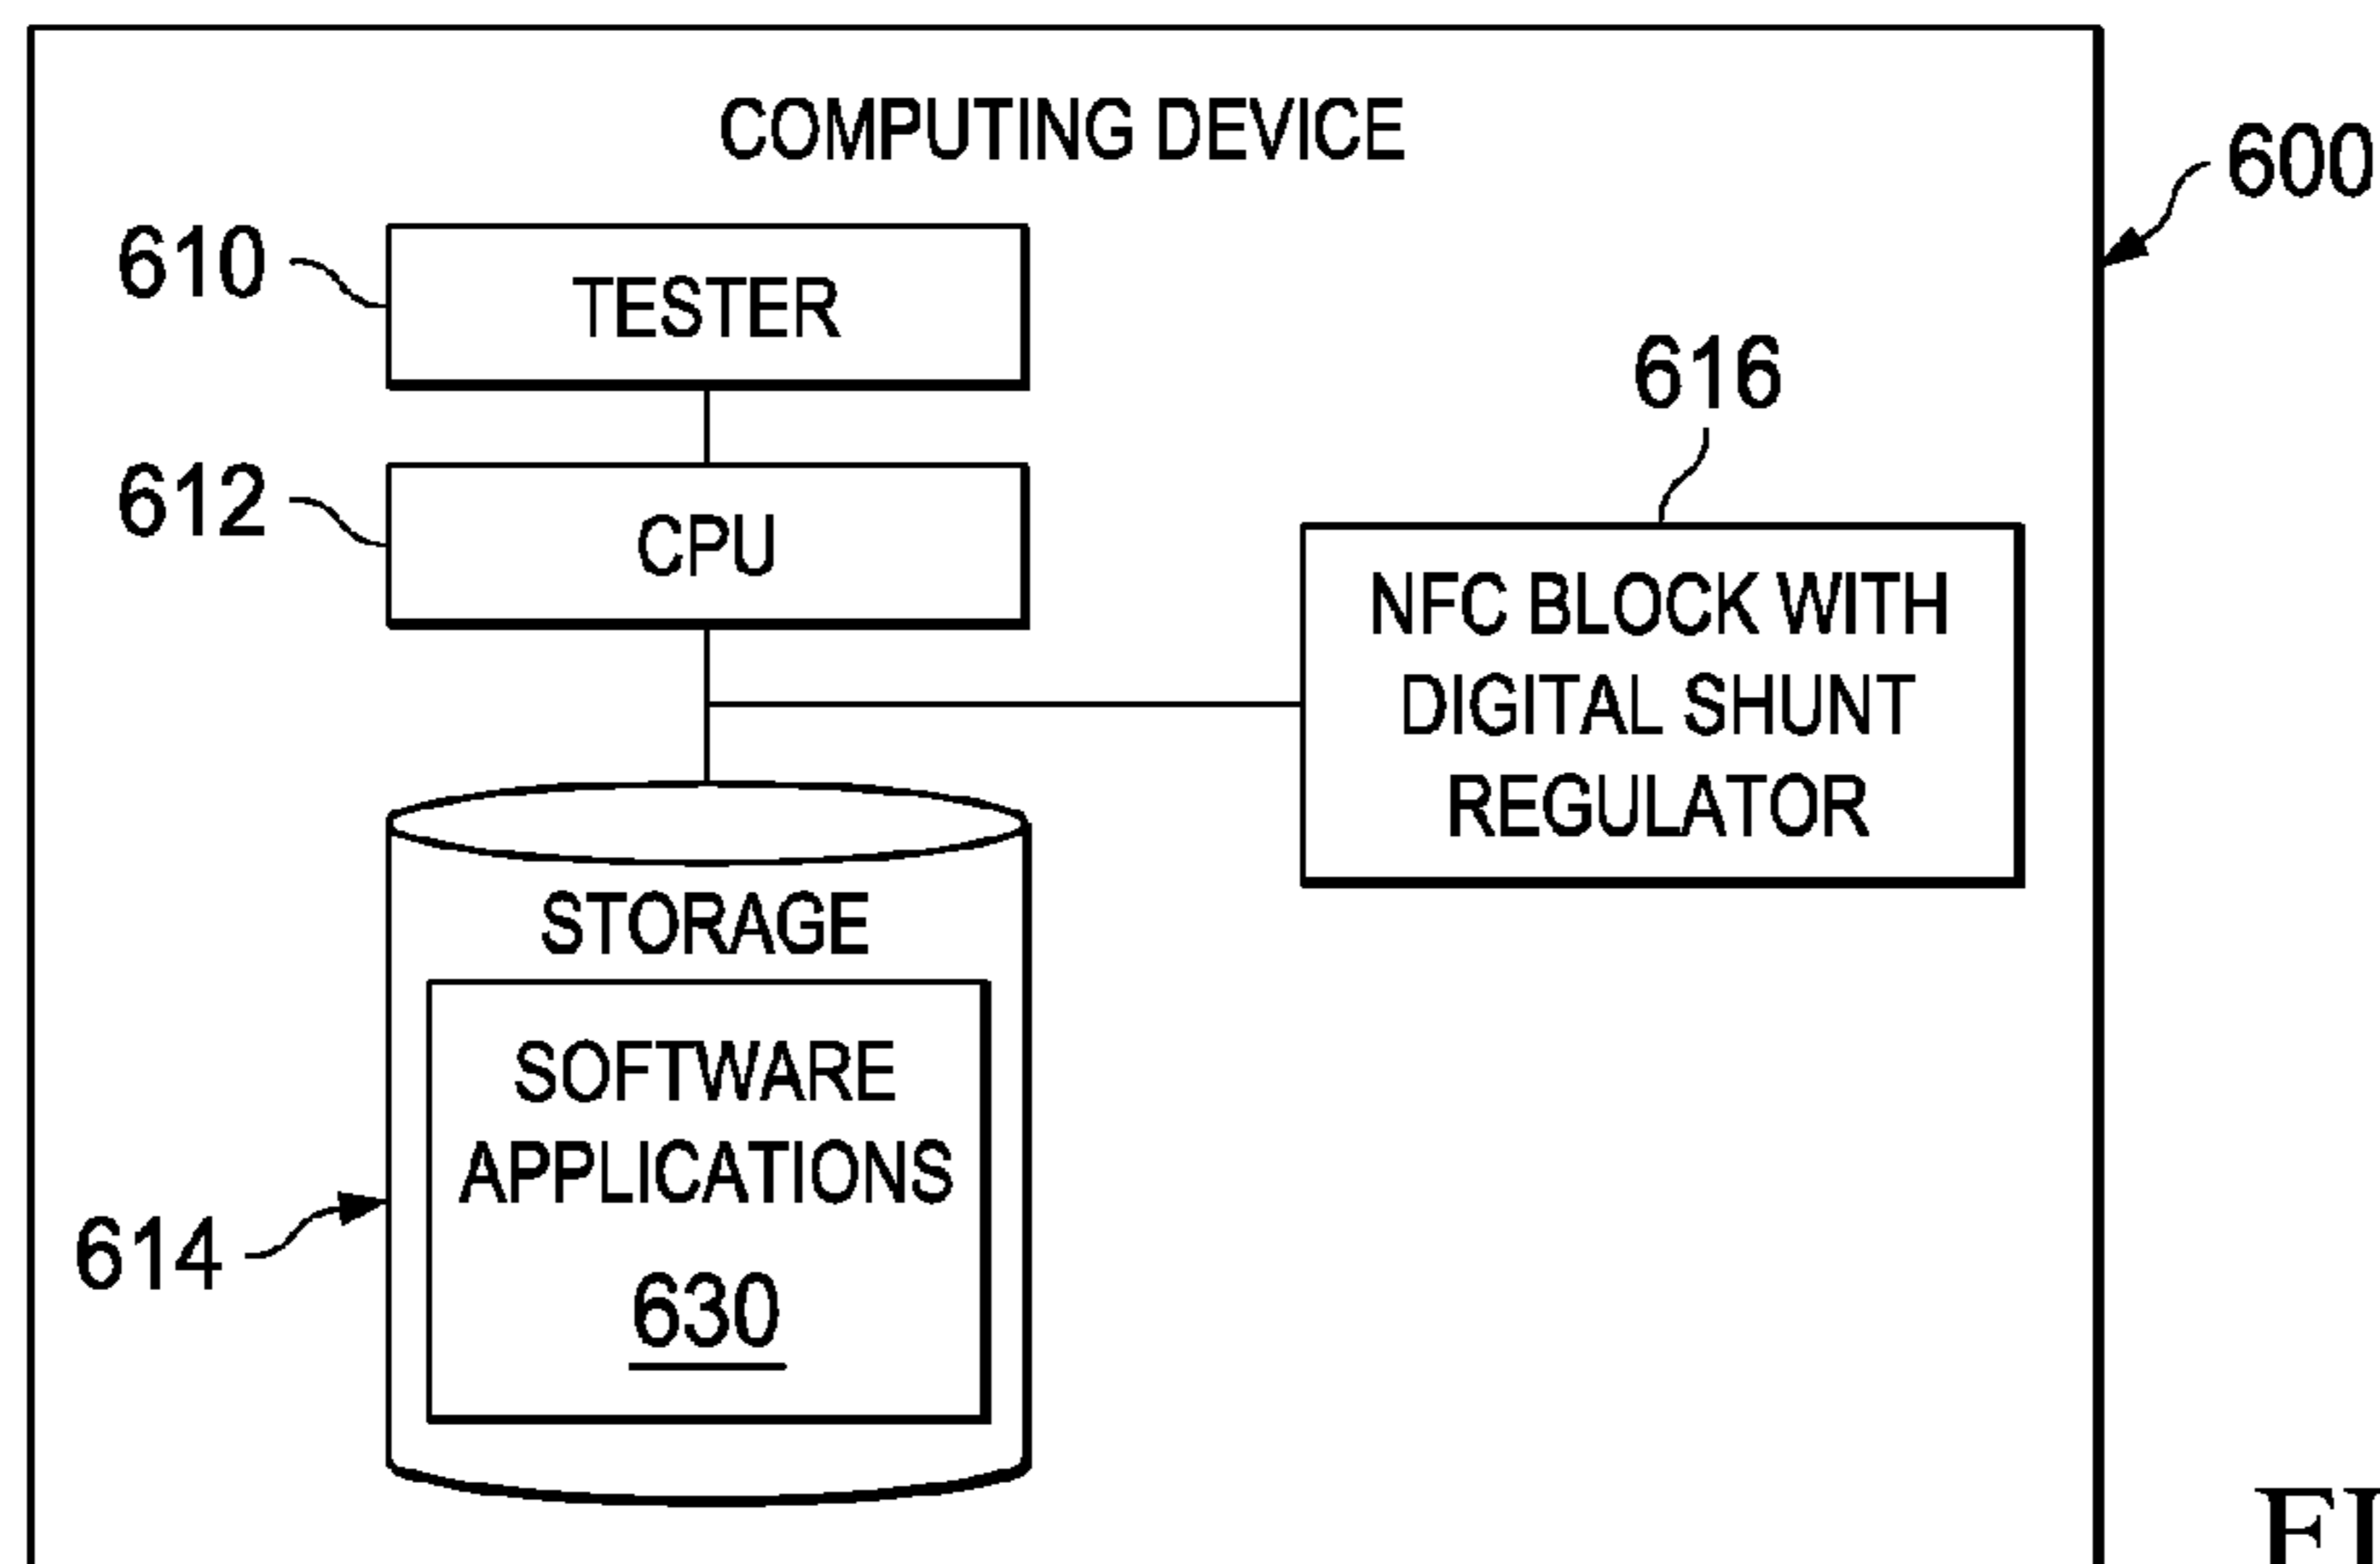 COMPUTING DEVICE
600
610
TESTER
616
612
CPU
NFC BLOCK WITH
DIGITAL SHUNT
REGULATOR
STORAGE
SOFTWARE
APPLICATIONS
614
630